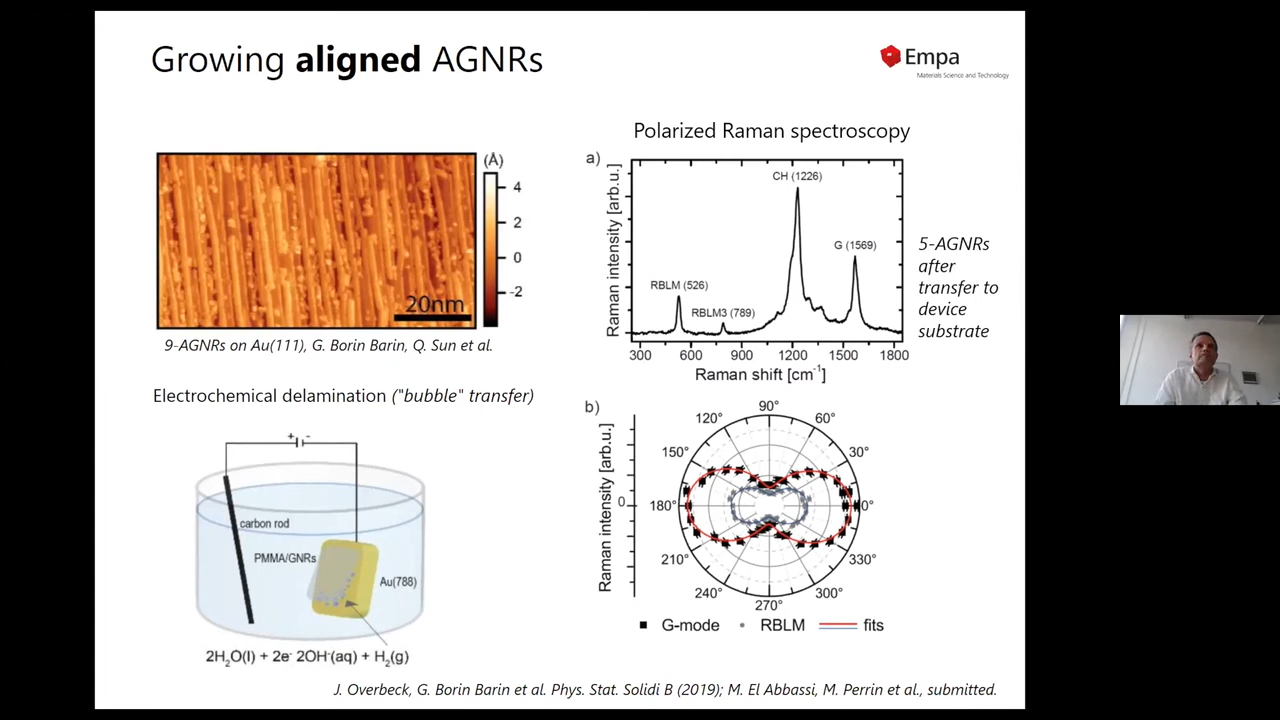 Growing aligned AGNRs
Empa
Materials Science and Technology
(Å)
4
2
0
-2
20nm
9-AGNRs on Au(111), G. Borin Barin, Q. Sun et al.
Electrochemical delamination ("bubble" transfer)
+ -
carbon rod
PMMA/GNRs
Au(788)
2H₂O(l) + 2e⁻ 2OH⁻(aq) + H₂(g)
Polarized Raman spectroscopy
a)
Raman intensity [arb.u.]
CH (1226)
G (1569)
RBLM (526)
RBLM3 (789)
300 600 900 1200 1500 1800
Raman shift [cm⁻¹]
5-AGNRs
after
transfer to
device
substrate
b)
Raman intensity [arb.u.]
0
90°
120° 60°
150° 30°
180° 0°
210° 330°
240° 300°
270°
G-mode RBLM fits
J. Overbeck, G. Borin Barin et al. Phys. Stat. Solidi B (2019); M. El Abbassi, M. Perrin et al., submitted.